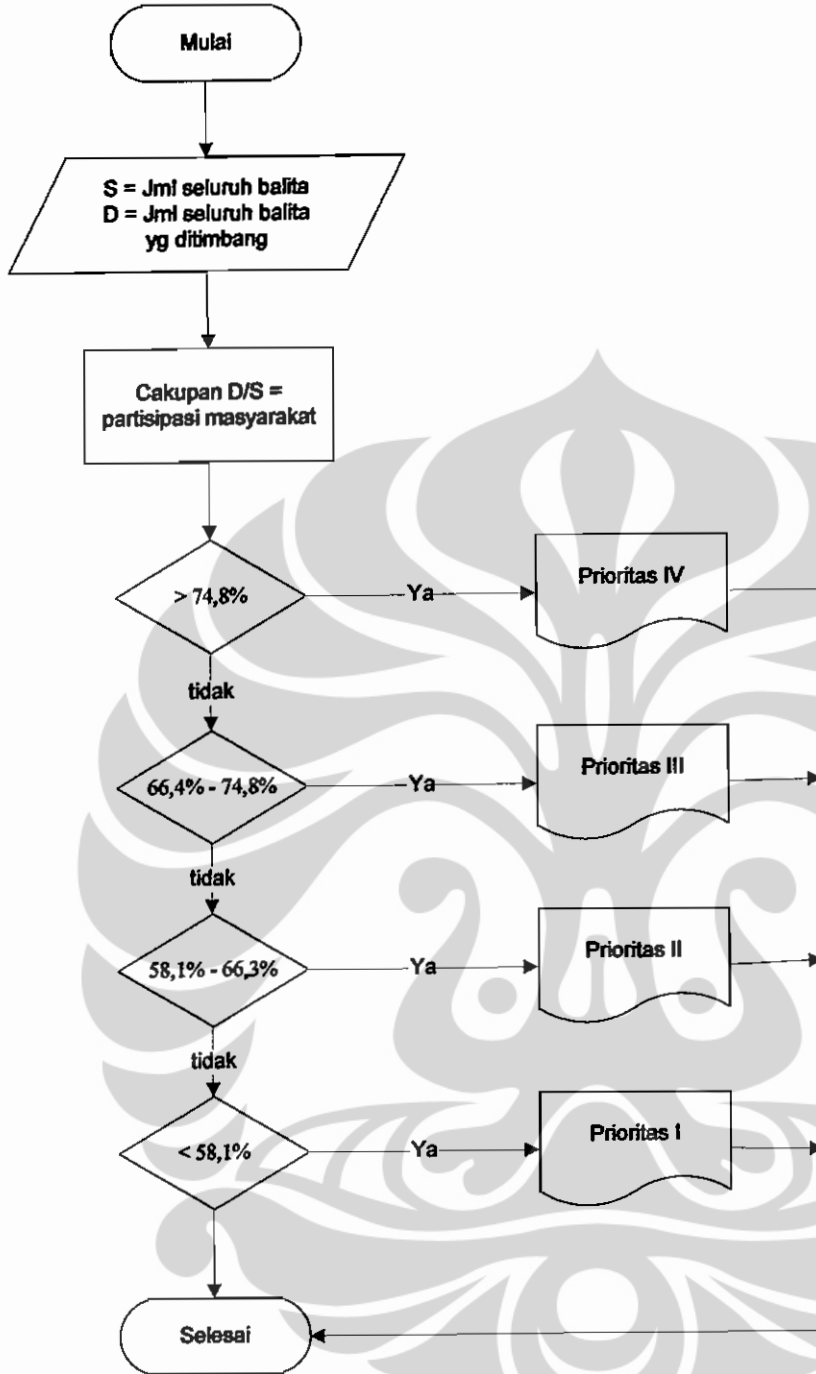 Mulai
S = Jml seluruh balita
D = Jml seluruh balita
yg ditimbang
Cakupan D/S =
partisipasi masyarakat
> 74,8%
Ya
Prioritas IV
tidak
66,4% - 74,8%
Ya
Prioritas III
tidak
58,1% - 66,3%
Ya
Prioritas II
tidak
< 58,1%
Ya
Prioritas I
Selesai